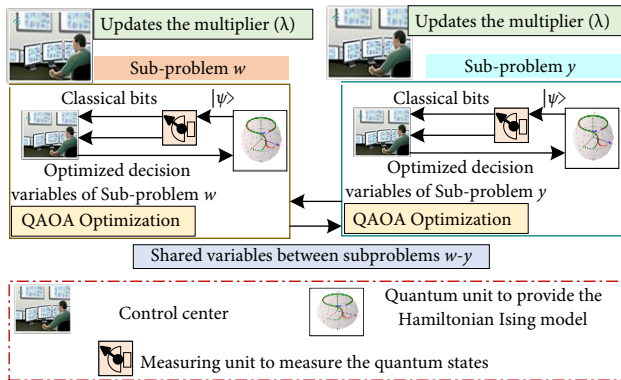 Updates the multiplier (λ)
Sub-problem w
Classical bits
|ψ⟩
Optimized decision
variables of Sub-problem w
QAOA Optimization
Updates the multiplier (λ)
Sub-problem y
Classical bits
|ψ⟩
Optimized decision
variables of Sub-problem y
QAOA Optimization
Shared variables between subproblems w-y
Control center
Quantum unit to provide the
Hamiltonian Ising model
Measuring unit to measure the quantum states